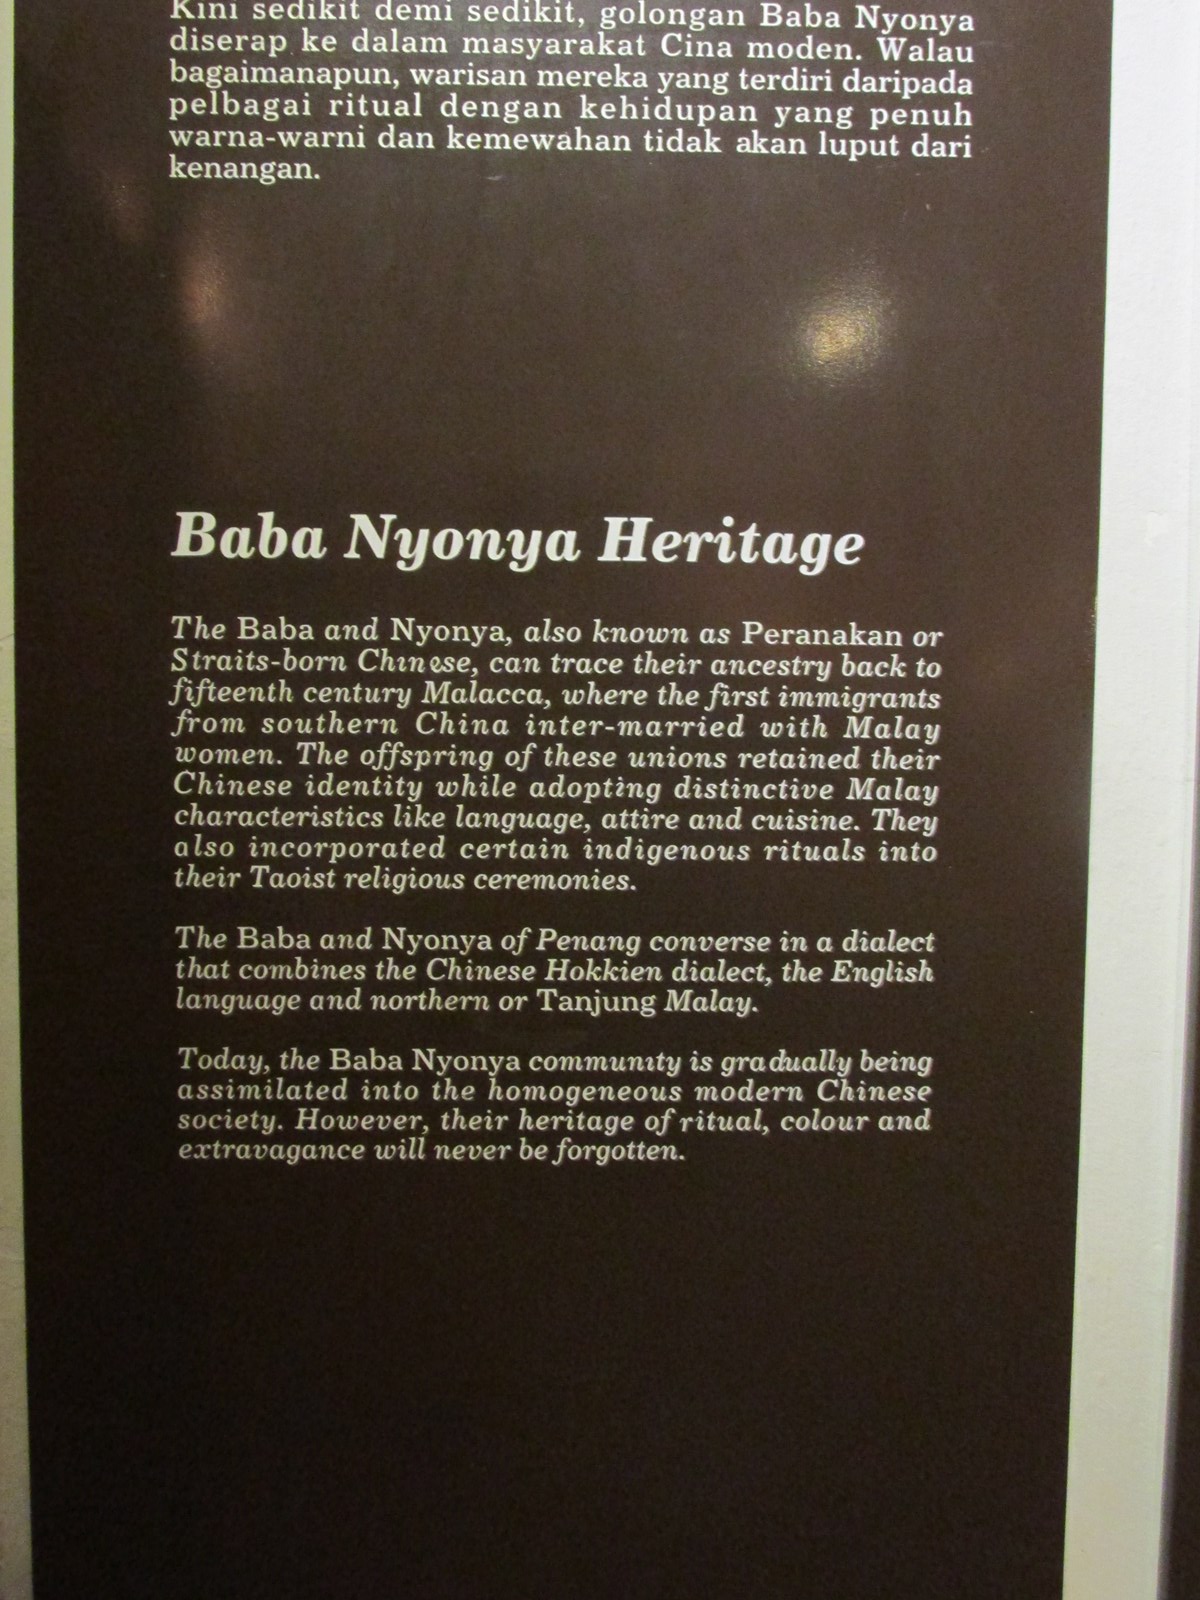 Kini sedikit demi sedikit, golongan Baba Nyonya
diserap ke dalam masyarakat Cina moden. Walau
bagaimanapun, warisan mereka yang terdiri daripada
pelbagai ritual dengan kehidupan yang penuh
warna-warni dan kemewahan tidak akan luput dari
kenangan.
Baba Nyonya Heritage
The Baba and Nyonya, also known as Peranakan or
Straits-born Chinese, can trace their ancestry back to
fifteenth century Malacca, where the first immigrants
from southern China inter-married with Malay
women. The offspring of these unions retained their
Chinese identity while adopting distinctive Malay
characteristics like language, attire and cuisine. They
also incorporated certain indigenous rituals into
their Taoist religious ceremonies.
The Baba and Nyonya of Penang converse in a dialect
that combines the Chinese Hokkien dialect, the English
language and northern or Tanjung Malay.
Today, the Baba Nyonya community is gradually being
assimilated into the homogeneous modern Chinese
society. However, their heritage of ritual, colour and
extravagance will never be forgotten.